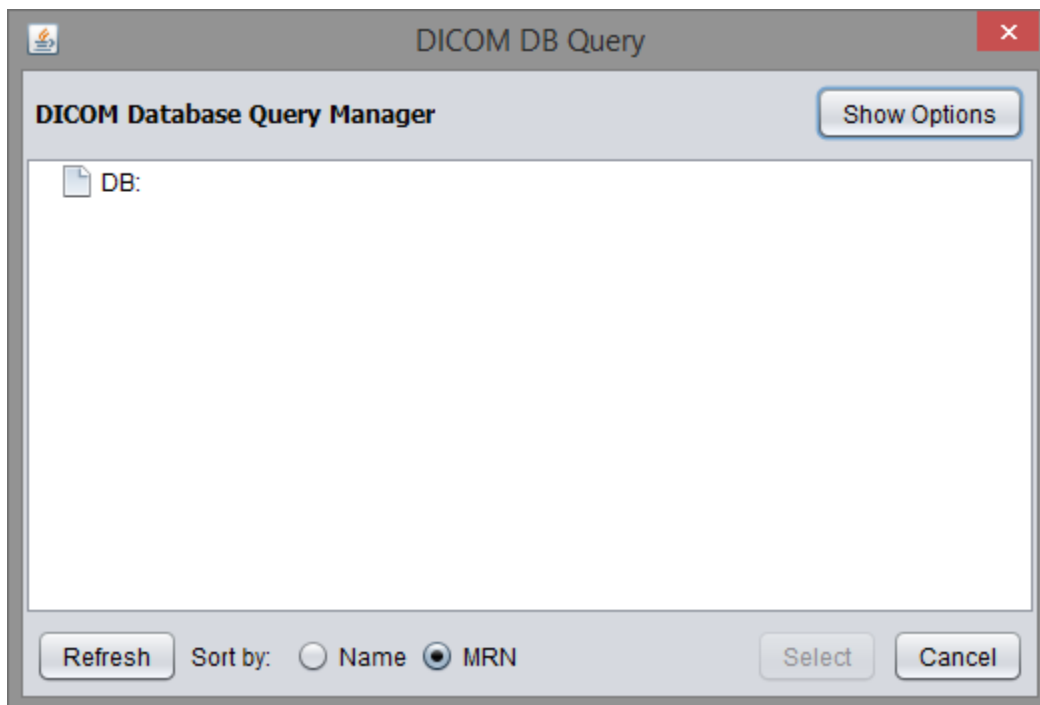 DICOM DB Query
DICOM Database Query Manager
Show Options
DB:
Refresh Sort by: Name MRN Select Cancel